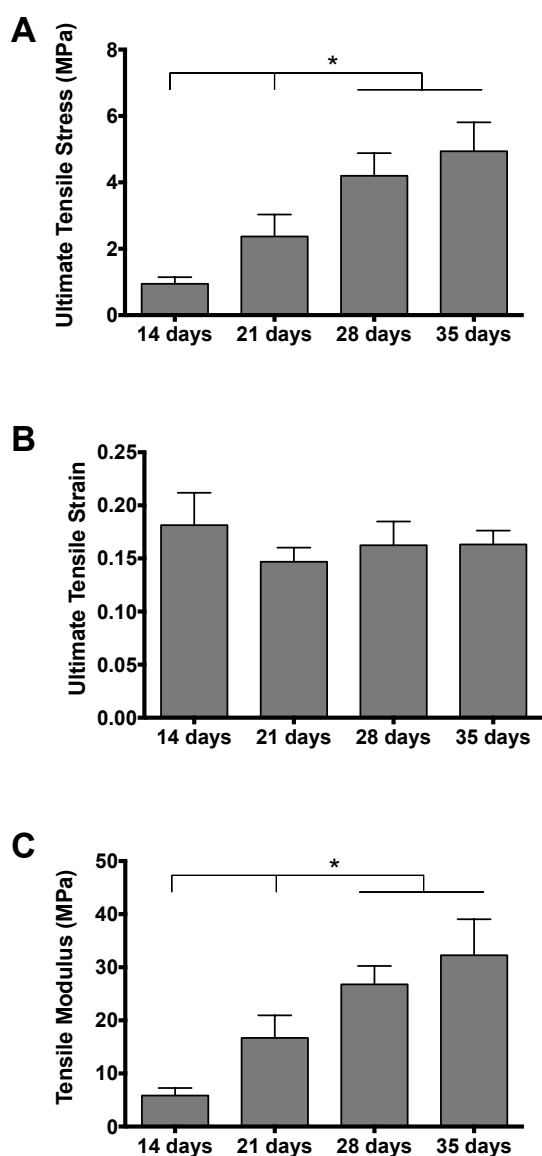 A
Ultimate Tensile Stress (MPa)
8
6
4
2
0
*
14 days 21 days 28 days 35 days
B
Ultimate Tensile Strain
0.25
0.20
0.15
0.10
0.05
0.00
14 days 21 days 28 days 35 days
C
Tensile Modulus (MPa)
50
40
30
20
10
0
*
14 days 21 days 28 days 35 days